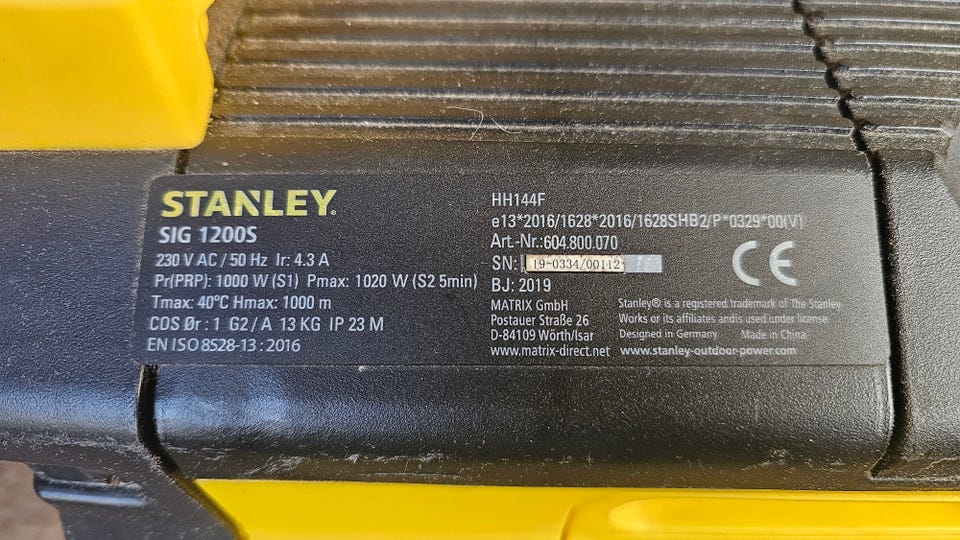 STANLEY®
SIG 1200S
230 V AC / 50 Hz Ir: 4.3 A
Pr(PRP): 1000 W (S1) Pmax: 1020 W (S2 5min)
Tmax: 40°C Hmax: 1000 m
COS Ør : 1 G2 / A 13 KG IP 23 M
EN ISO 8528-13 : 2016
HH144F
e13*2016/1628*2016/1628SHB2/P*0329*00(V)
Art.-Nr.:604.800.070
SN: 19-0334/00112
BJ: 2019
MATRIX GmbH
Postauer Straße 26
D-84109 Wörth/Isar
www.matrix-direct.net
CE
Stanley® is a registered trademark of The Stanley
Works or its affiliates andis used under license.
Designed in Germany Made in China
www.stanley-outdoor-power.com